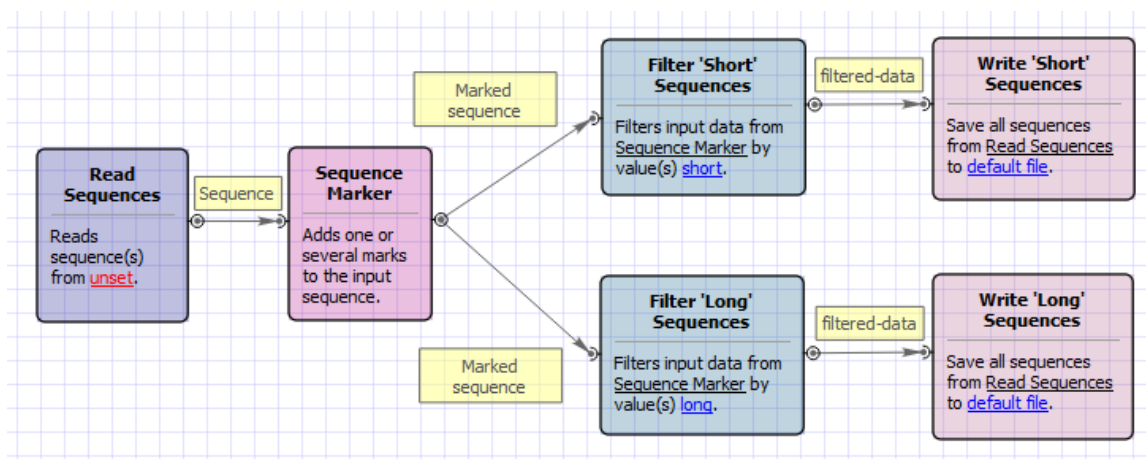 Read
Sequences
Reads
sequence(s)
from unset.
Sequence
Sequence
Marker
Adds one or
several marks
to the input
sequence.
Marked
sequence
Filter 'Short'
Sequences
Filters input data from
Sequence Marker by
value(s) short.
filtered-data
Write 'Short'
Sequences
Save all sequences
from Read Sequences
to default file.
Marked
sequence
Filter 'Long'
Sequences
Filters input data from
Sequence Marker by
value(s) long.
filtered-data
Write 'Long'
Sequences
Save all sequences
from Read Sequences
to default file.